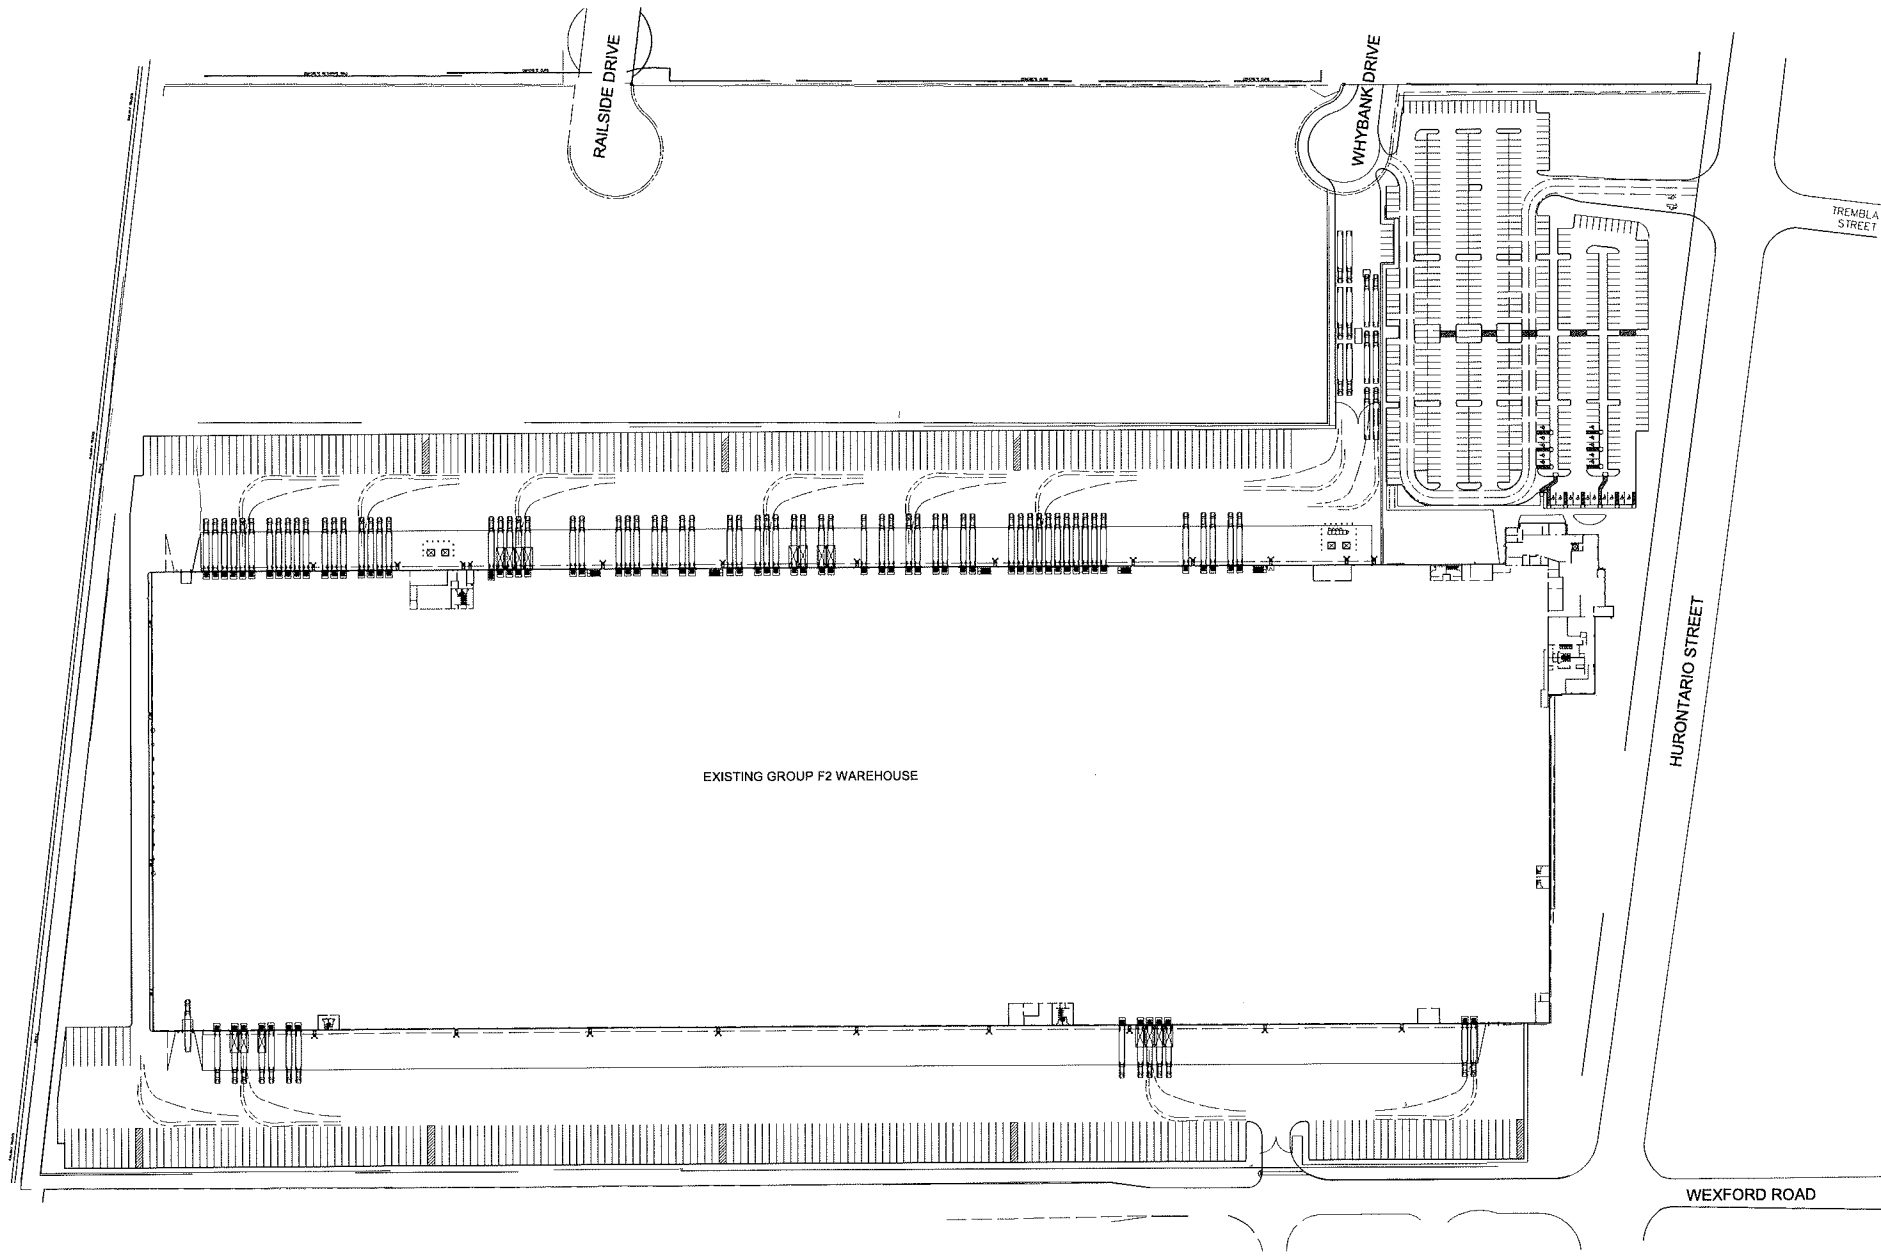 RAILSIDE DRIVE
WHYBANK DRIVE
TREMBLA
STREET
HURONTARIO STREET
EXISTING GROUP F2 WAREHOUSE
WEXFORD ROAD